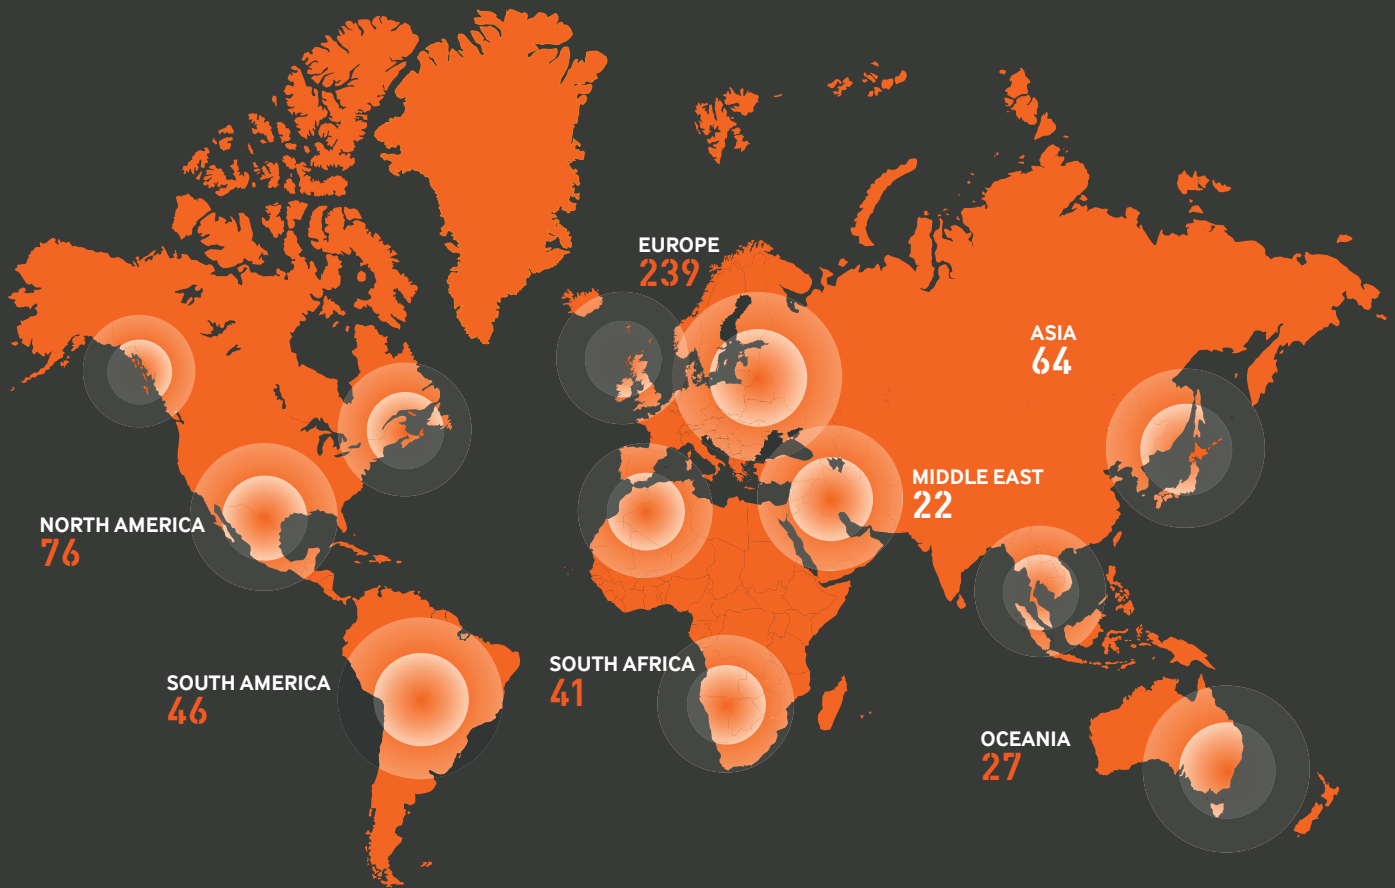 EUROPE
239
ASIA
64
MIDDLE EAST
22
NORTH AMERICA
76
SOUTH AMERICA
46
SOUTH AFRICA
41
OCEANIA
27